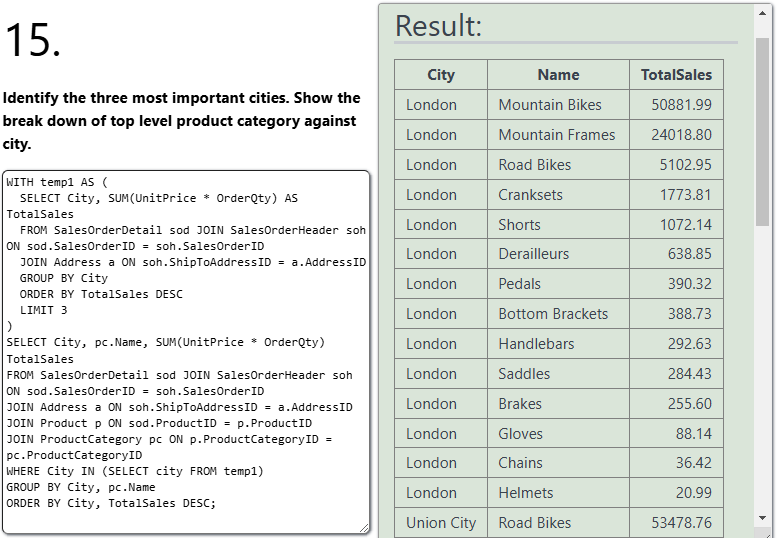 15.
Identify the three most important cities. Show the
break down of top level product category against
city.
WITH temp1 AS (
  SELECT City, SUM(UnitPrice * OrderQty) AS
TotalSales
  FROM SalesOrderDetail sod JOIN SalesOrderHeader soh
ON sod.SalesOrderID = soh.SalesOrderID
  JOIN Address a ON soh.ShipToAddressID = a.AddressID
  GROUP BY City
  ORDER BY TotalSales DESC
  LIMIT 3
)
SELECT City, pc.Name, SUM(UnitPrice * OrderQty)
TotalSales
FROM SalesOrderDetail sod JOIN SalesOrderHeader soh
ON sod.SalesOrderID = soh.SalesOrderID
JOIN Address a ON soh.ShipToAddressID = a.AddressID
JOIN Product p ON sod.ProductID = p.ProductID
JOIN ProductCategory pc ON p.ProductCategoryID =
pc.ProductCategoryID
WHERE City IN (SELECT city FROM temp1)
GROUP BY City, pc.Name
ORDER BY City, TotalSales DESC;
Result:
City Name TotalSales
London Mountain Bikes 50881.99
London Mountain Frames 24018.80
London Road Bikes 5102.95
London Cranksets 1773.81
London Shorts 1072.14
London Derailleurs 638.85
London Pedals 390.32
London Bottom Brackets 388.73
London Handlebars 292.63
London Saddles 284.43
London Brakes 255.60
London Gloves 88.14
London Chains 36.42
London Helmets 20.99
Union City Road Bikes 53478.76